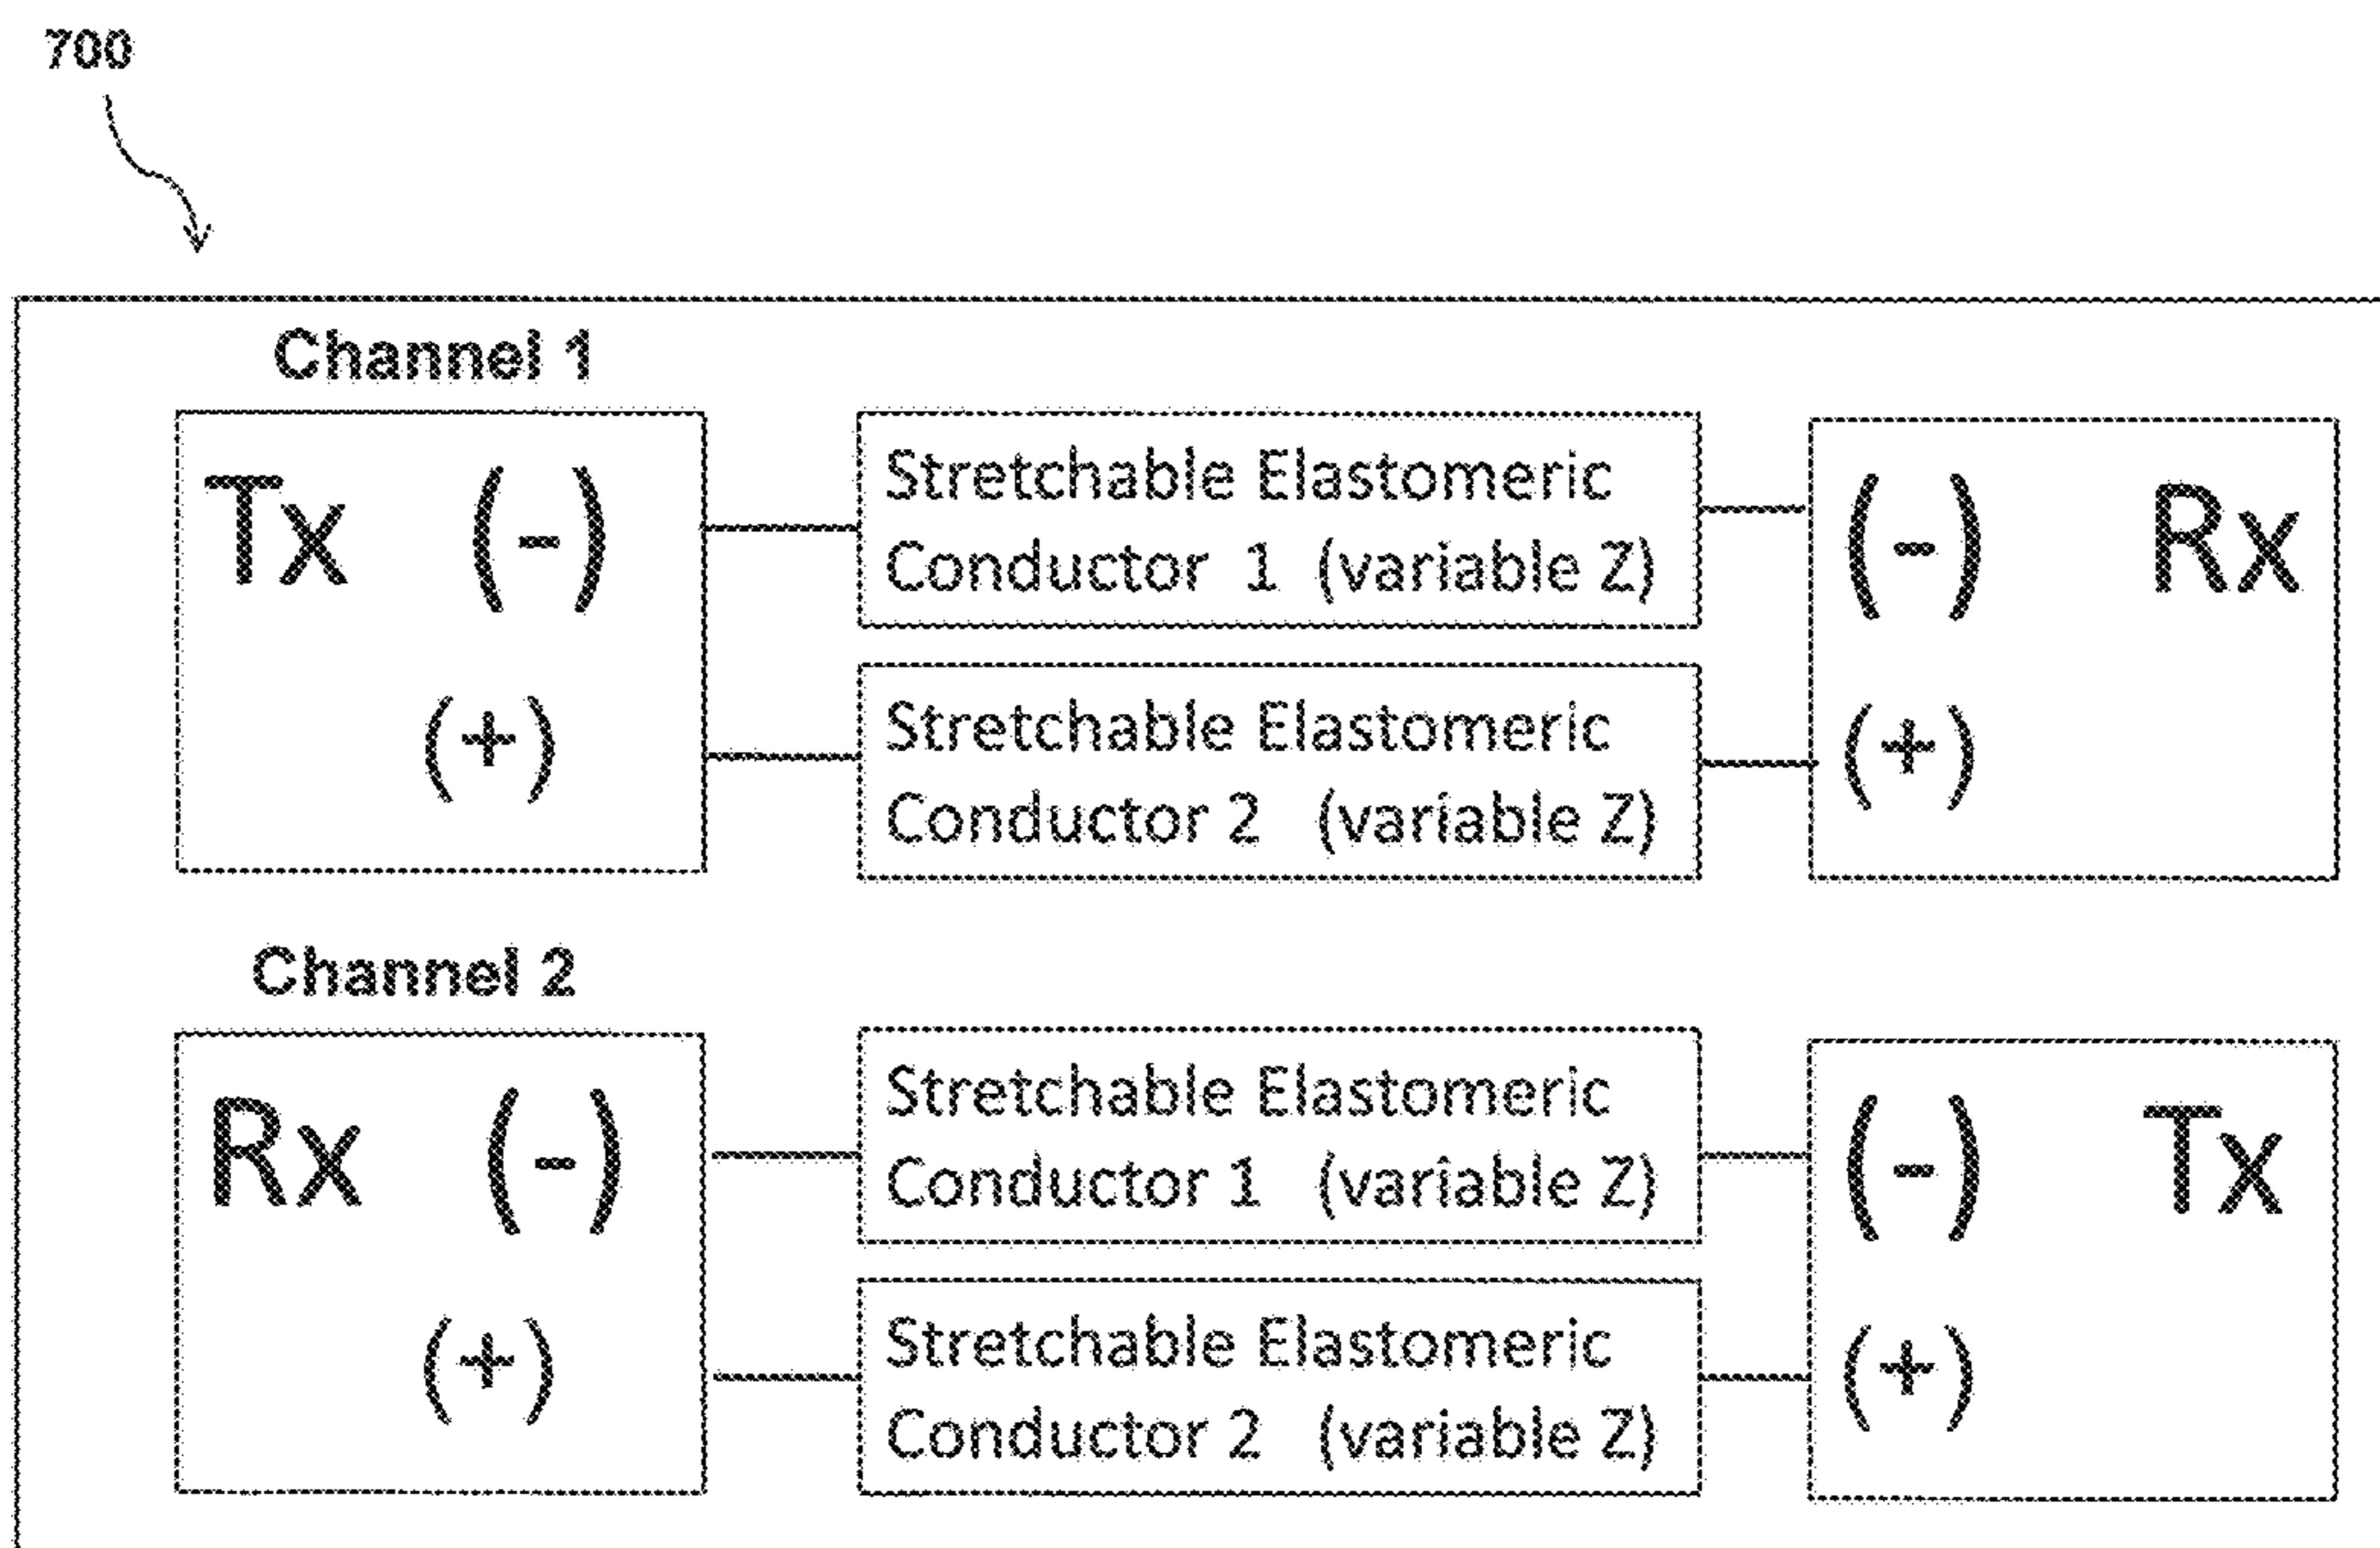 700
Channel 1
Tx (-)
(+)
Stretchable Elastomeric
Conductor 1 (variable Z)
Stretchable Elastomeric
Conductor 2 (variable Z)
(-) Rx
(+)
Channel 2
Rx (-)
(+)
Stretchable Elastomeric
Conductor 1 (variable Z)
Stretchable Elastomeric
Conductor 2 (variable Z)
(-) Tx
(+)